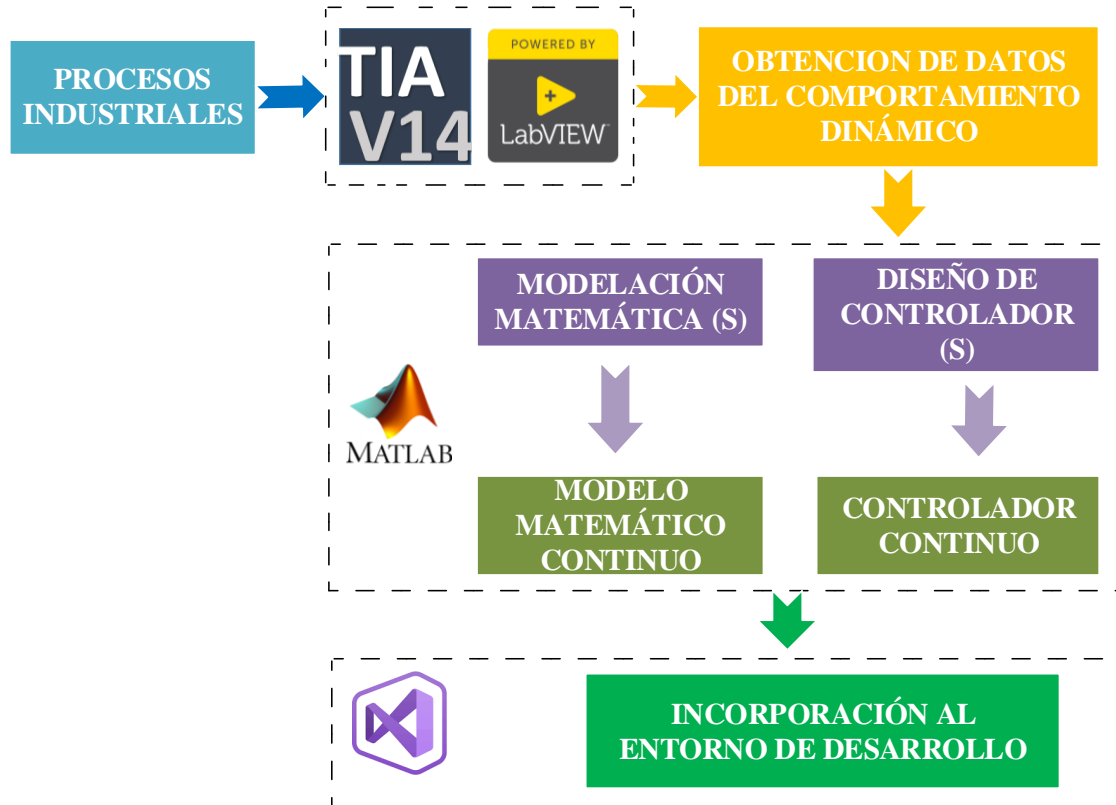 PROCESOS
INDUSTRIALES
TIA
V14
POWERED BY
LabVIEW™
OBTENCION DE DATOS
DEL COMPORTAMIENTO
DINÁMICO
MODELACIÓN
MATEMÁTICA (S)
DISEÑO DE
CONTROLADOR
(S)
MATLAB
MODELO
MATEMÁTICO
CONTINUO
CONTROLADOR
CONTINUO
INCORPORACIÓN AL
ENTORNO DE DESARROLLO